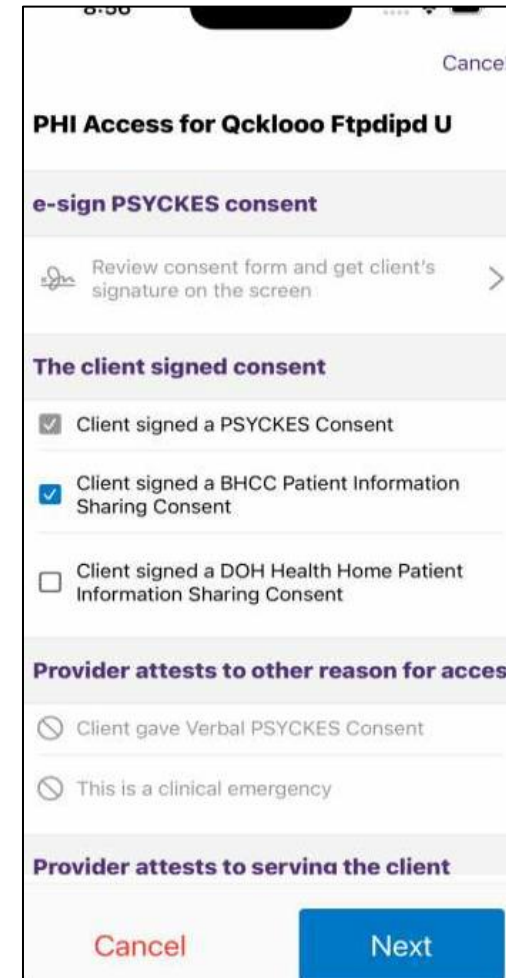 8:56
Cancel
PHI Access for Qcklooo Ftpdipd U
e-sign PSYCKES consent
Review consent form and get client's
signature on the screen
The client signed consent
Client signed a PSYCKES Consent
Client signed a BHCC Patient Information
Sharing Consent
Client signed a DOH Health Home Patient
Information Sharing Consent
Provider attests to other reason for acces
Client gave Verbal PSYCKES Consent
This is a clinical emergency
Provider attests to serving the client
Cancel
Next